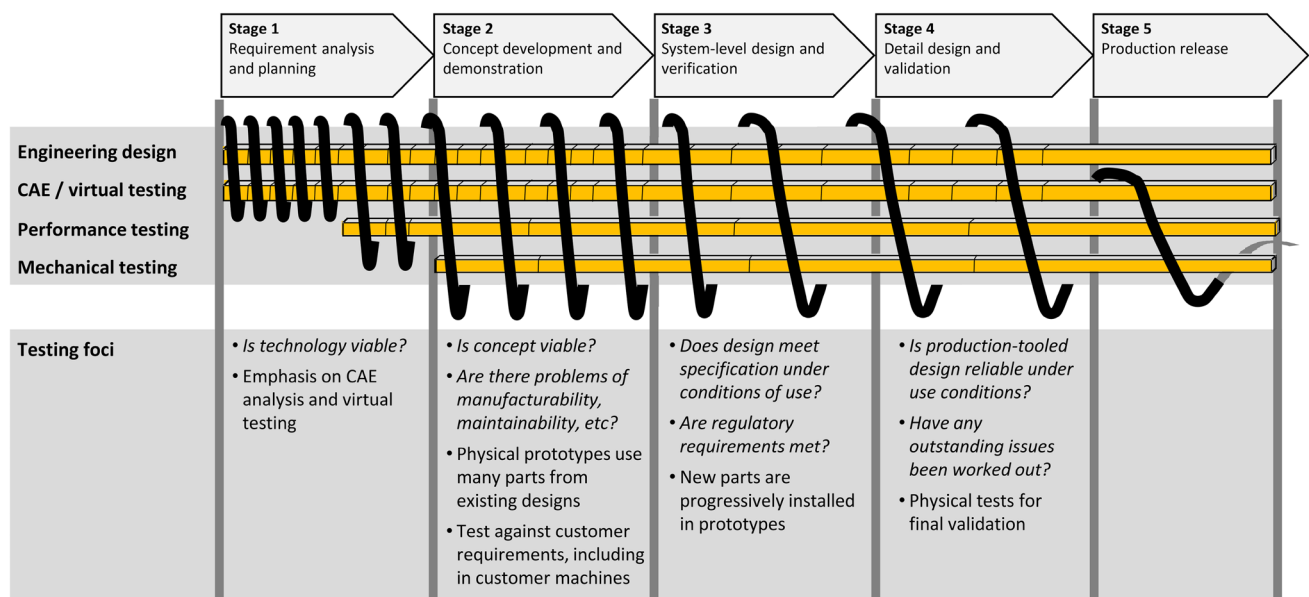 Stage 1
Requirement analysis
and planning
Stage 2
Concept development and
demonstration
Stage 3
System-level design and
verification
Stage 4
Detail design and
validation
Stage 5
Production release
Engineering design
CAE / virtual testing
Performance testing
Mechanical testing
Testing foci
• Is technology viable?
• Emphasis on CAE
analysis and virtual
testing
• Is concept viable?
• Are there problems of
manufacturability,
maintainability, etc?
• Physical prototypes use
many parts from
existing designs
• Test against customer
requirements, including
in customer machines
• Does design meet
specification under
conditions of use?
• Are regulatory
requirements met?
• New parts are
progressively installed
in prototypes
• Is production-tooled
design reliable under
use conditions?
• Have any
outstanding issues
been worked out?
• Physical tests for
final validation